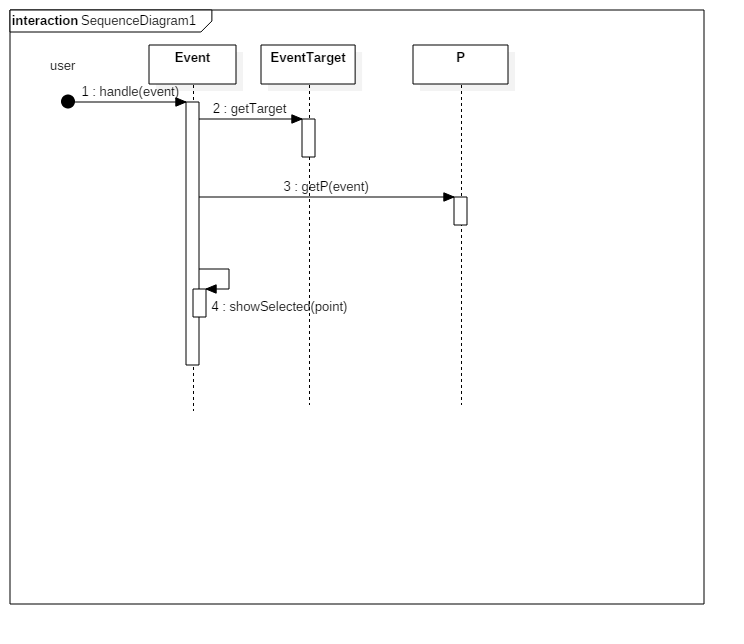 interaction SequenceDiagram1
user
Event
EventTarget
P
1 : handle(event)
2 : getTarget
3 : getP(event)
4 : showSelected(point)